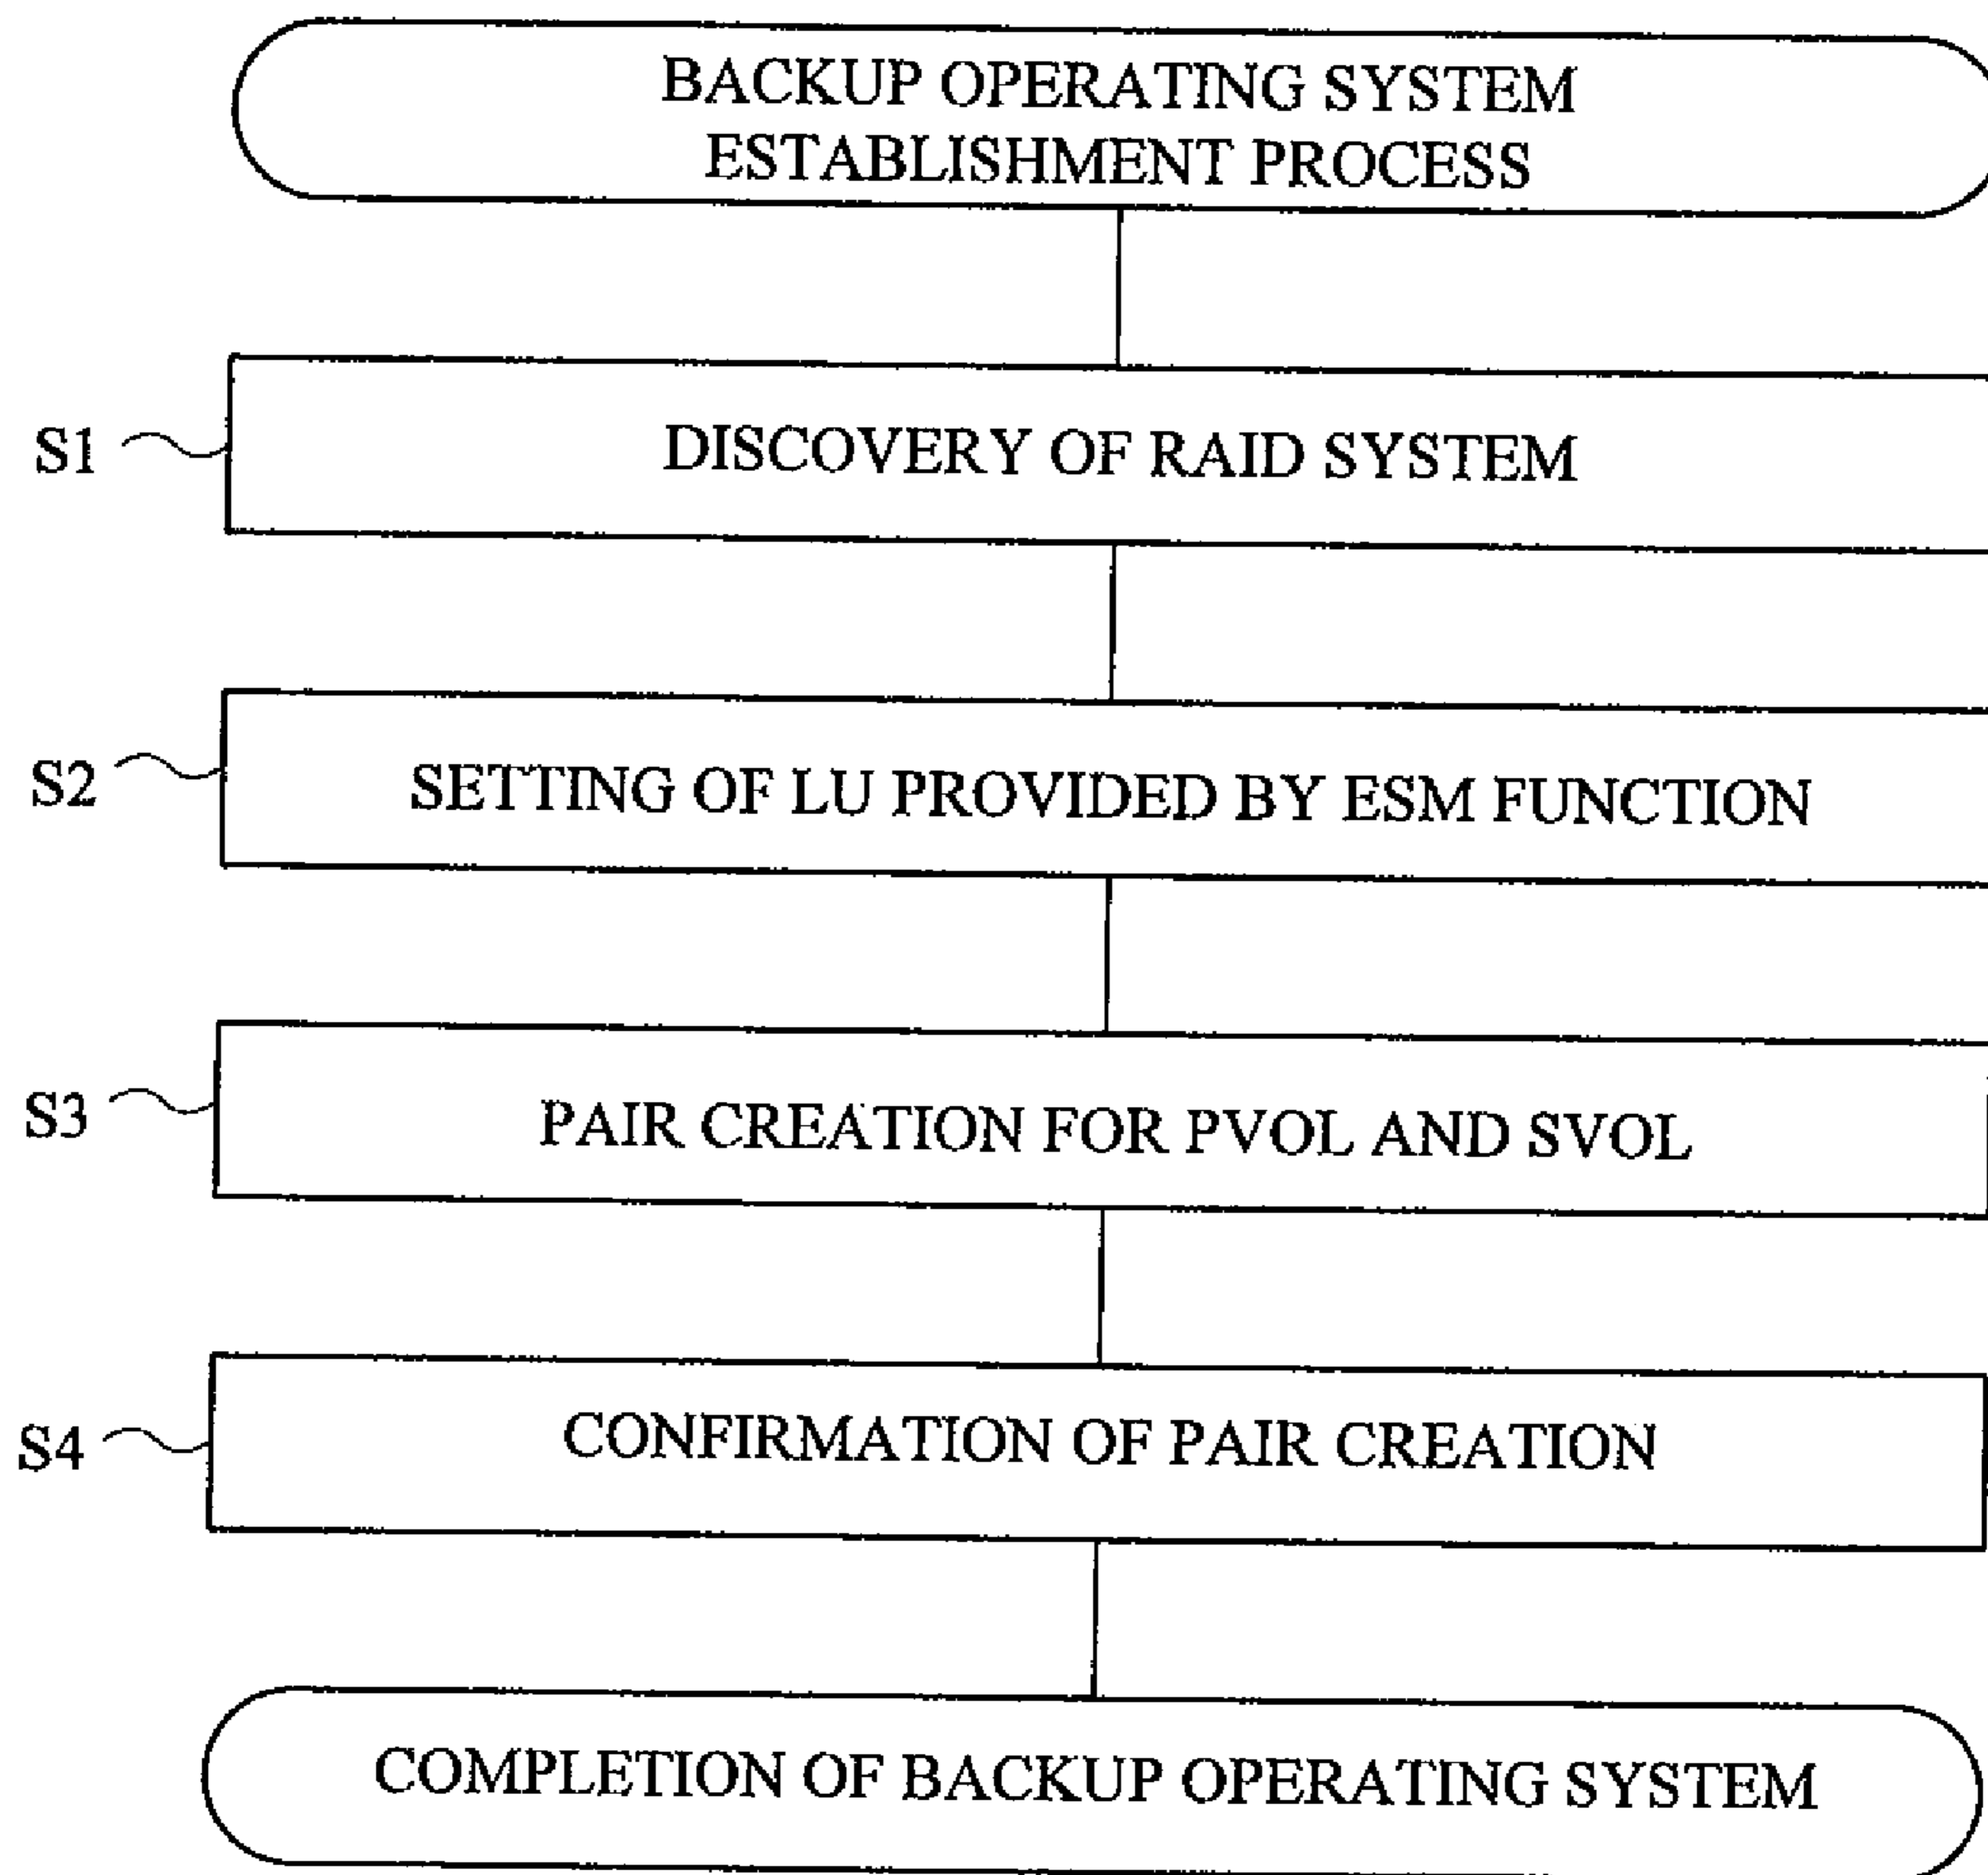 BACKUP OPERATING SYSTEM
ESTABLISHMENT PROCESS
S1
DISCOVERY OF RAID SYSTEM
S2
SETTING OF LU PROVIDED BY ESM FUNCTION
S3
PAIR CREATION FOR PVOL AND SVOL
S4
CONFIRMATION OF PAIR CREATION
COMPLETION OF BACKUP OPERATING SYSTEM